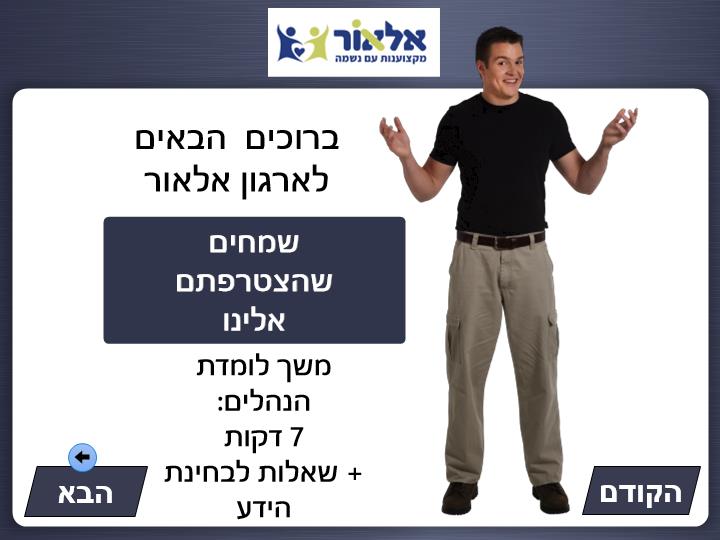 אליאור
מקצוענות עם נשמה
ברוכים הבאים
לארגון אלאור
שמחים
שהצטרפתם
אלינו
משך לומדת
הנהלים:
7 דקות
+ שאלות לבחינת
הידע
הבא
הקודם